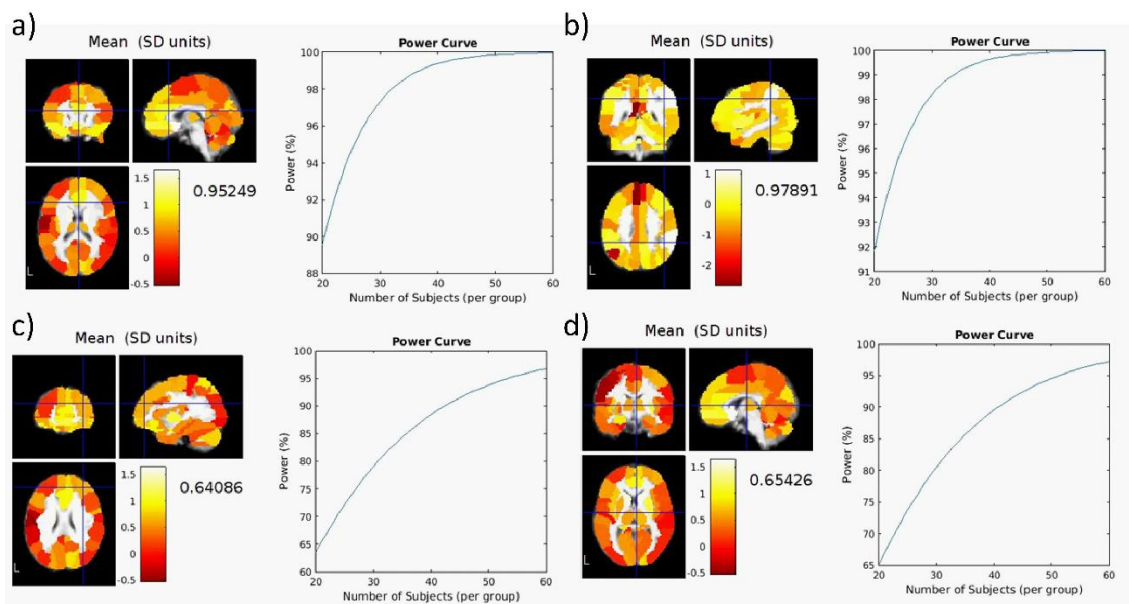 a)
Mean (SD units)
1.5
1
0.5
0
-0.5
0.95249
L
Power Curve
Power (%)
100
98
96
94
92
90
88
20 30 40 50 60
Number of Subjects (per group)
b)
Mean (SD units)
1
0
-1
-2
0.97891
L
Power Curve
Power (%)
100
99
98
97
96
95
94
93
92
91
20 30 40 50 60
Number of Subjects (per group)
c)
Mean (SD units)
1.5
1
0.5
0
-0.5
0.64086
L
Power Curve
Power (%)
100
95
90
85
80
75
70
65
60
20 30 40 50 60
Number of Subjects (per group)
d)
Mean (SD units)
1.5
1
0.5
0
-0.5
0.65426
L
Power Curve
Power (%)
100
95
90
85
80
75
70
65
20 30 40 50 60
Number of Subjects (per group)